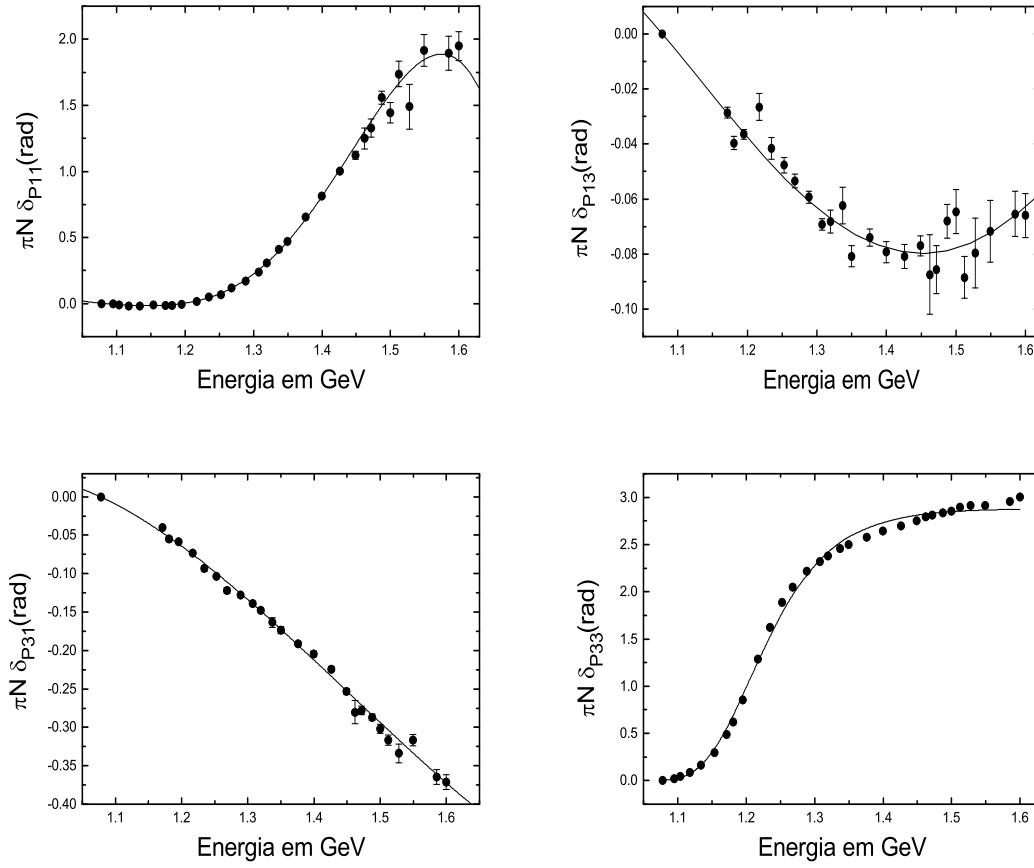 2.0
1.5
1.0
0.5
0.0
πN δP11(rad)
1.1 1.2 1.3 1.4 1.5 1.6
Energia em GeV
0.00
-0.02
-0.04
-0.06
-0.08
-0.10
πN δP13(rad)
1.1 1.2 1.3 1.4 1.5 1.6
Energia em GeV
0.00
-0.05
-0.10
-0.15
-0.20
-0.25
-0.30
-0.35
-0.40
πN δP31(rad)
1.1 1.2 1.3 1.4 1.5 1.6
Energia em GeV
3.0
2.5
2.0
1.5
1.0
0.5
0.0
πN δP33(rad)
1.1 1.2 1.3 1.4 1.5 1.6
Energia em GeV